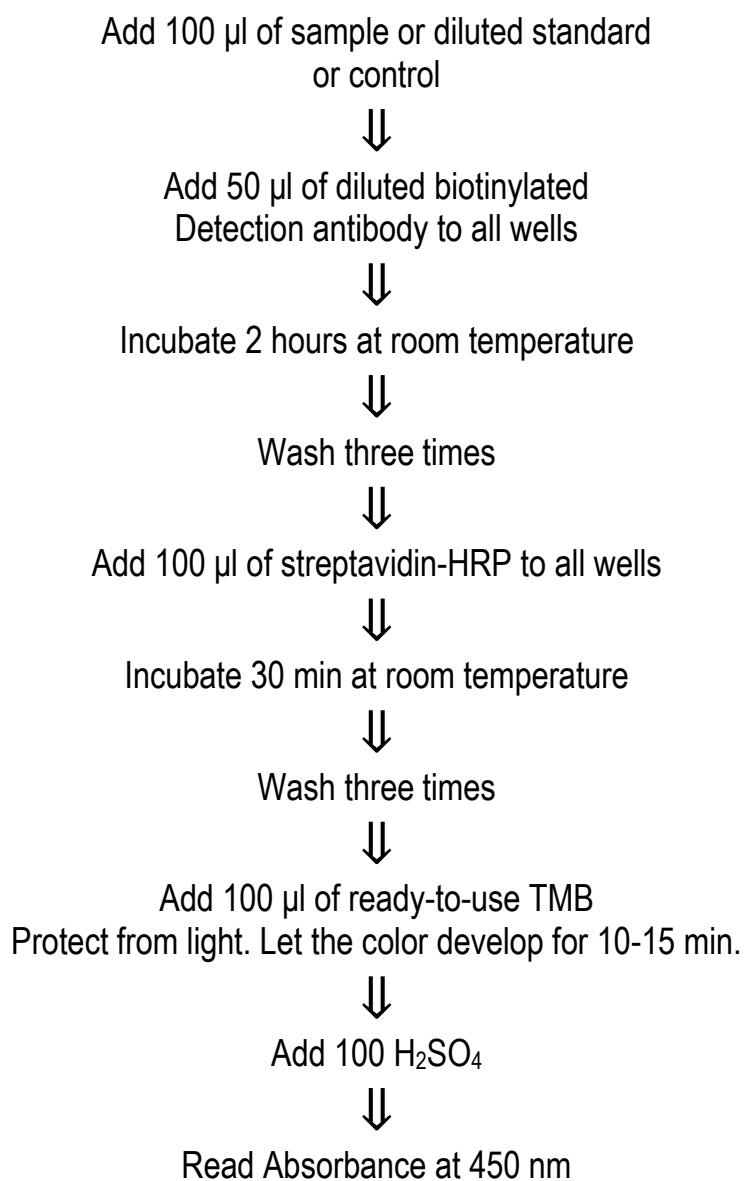 Add 100 µl of sample or diluted standard
or control
⇓
Add 50 µl of diluted biotinylated
Detection antibody to all wells
⇓
Incubate 2 hours at room temperature
⇓
Wash three times
⇓
Add 100 µl of streptavidin-HRP to all wells
⇓
Incubate 30 min at room temperature
⇓
Wash three times
⇓
Add 100 µl of ready-to-use TMB
Protect from light. Let the color develop for 10-15 min.
⇓
Add 100 H₂SO₄
⇓
Read Absorbance at 450 nm